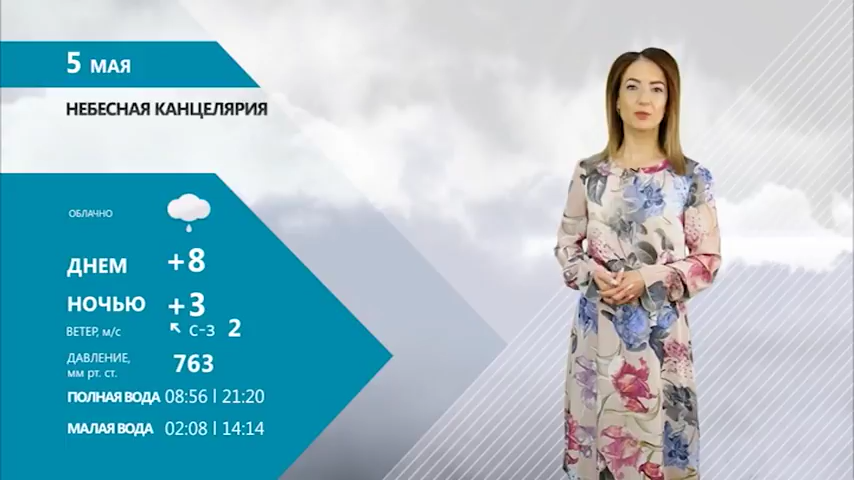 5 МАЯ
НЕБЕСНАЯ КАНЦЕЛЯРИЯ
ОБЛАЧНО
ДНЕМ +8
НОЧЬЮ +3
ВЕТЕР, м/с С-З 2
ДАВЛЕНИЕ,
мм рт. ст. 763
ПОЛНАЯ ВОДА 08:56 | 21:20
МАЛАЯ ВОДА 02:08 | 14:14